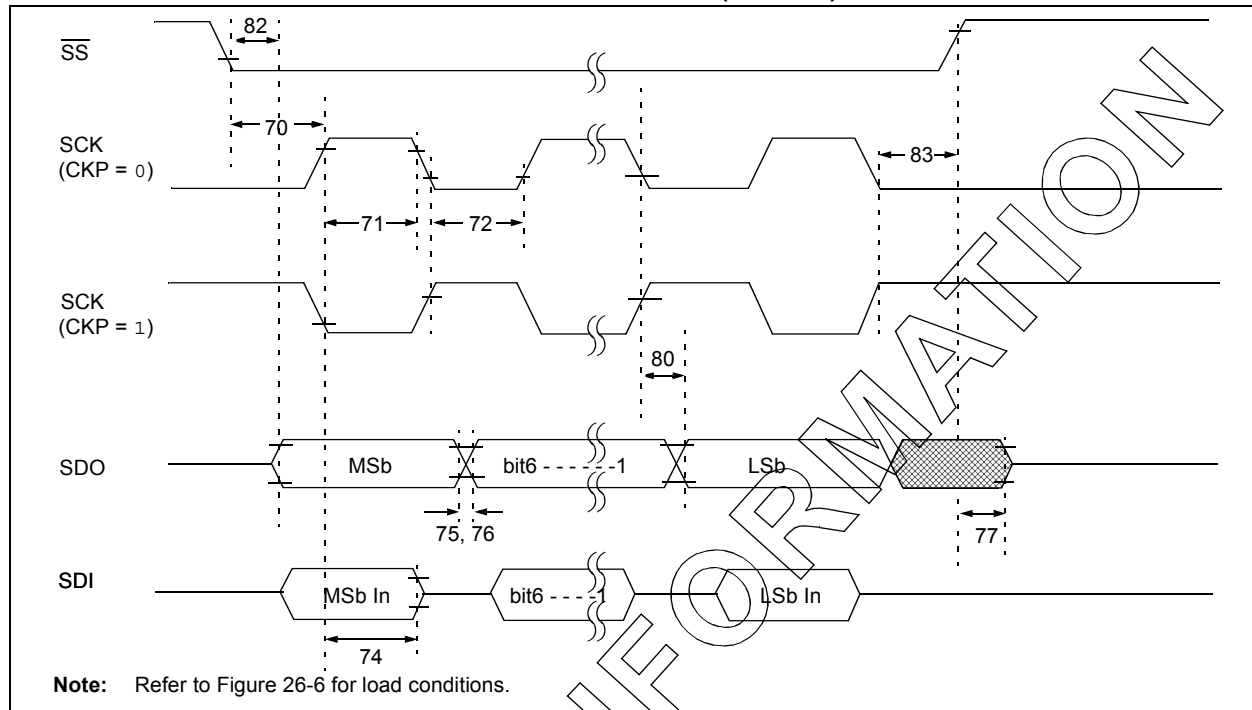 82
SS
70
SCK
(CKP = 0)
83
71
72
SCK
(CKP = 1)
80
SDO
MSb
bit6 - - - - - -1
LSb
75, 76
77
SDI
MSb In
bit6 - - - - -1
LSb In
74
Note: Refer to Figure 26-6 for load conditions.
INFORMATION